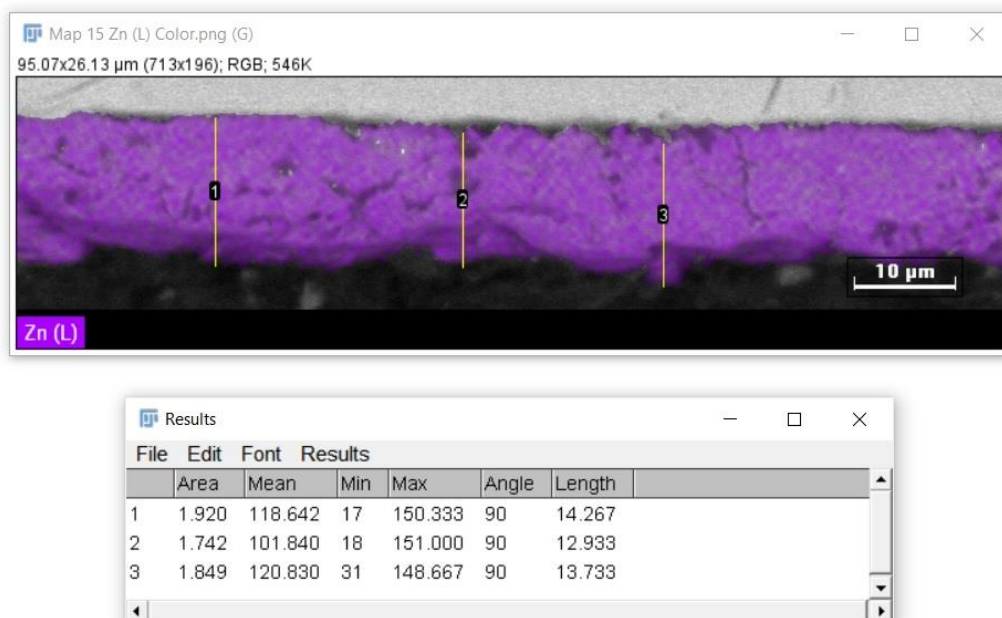 Map 15 Zn (L) Color.png (G)
95.07x26.13 µm (713x196); RGB; 546K
1
2
3
10 µm
Zn (L)
Results
File Edit Font Results
Area Mean Min Max Angle Length
1 1.920 118.642 17 150.333 90 14.267
2 1.742 101.840 18 151.000 90 12.933
3 1.849 120.830 31 148.667 90 13.733